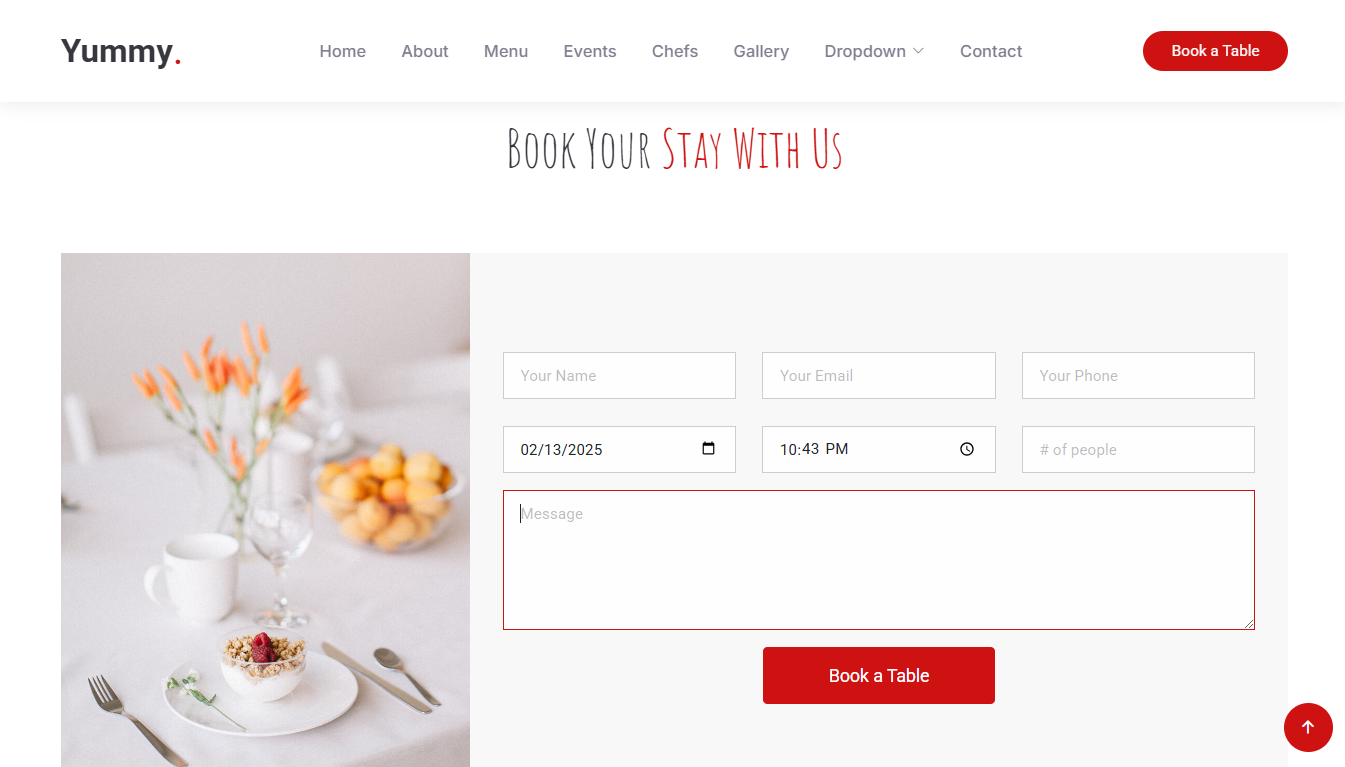 Yummy.
Home About Menu Events Chefs Gallery Dropdown Contact
Book a Table
Book Your Stay With Us
Your Name Your Email Your Phone
02/13/2025 10:43 PM # of people
Message
Book a Table